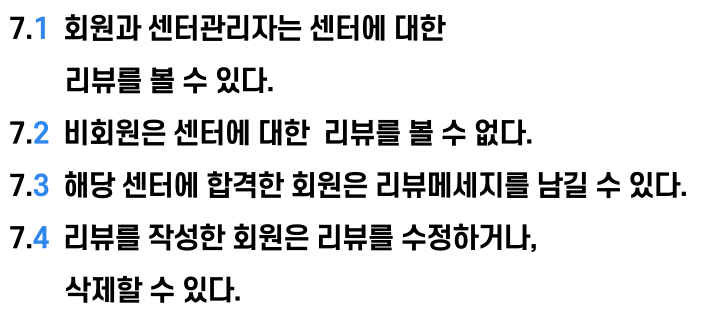 7.1 회원과 센터관리자는 센터에 대한
리뷰를 볼 수 있다.
7.2 비회원은 센터에 대한 리뷰를 볼 수 없다.
7.3 해당 센터에 합격한 회원은 리뷰메세지를 남길 수 있다.
7.4 리뷰를 작성한 회원은 리뷰를 수정하거나,
삭제할 수 있다.